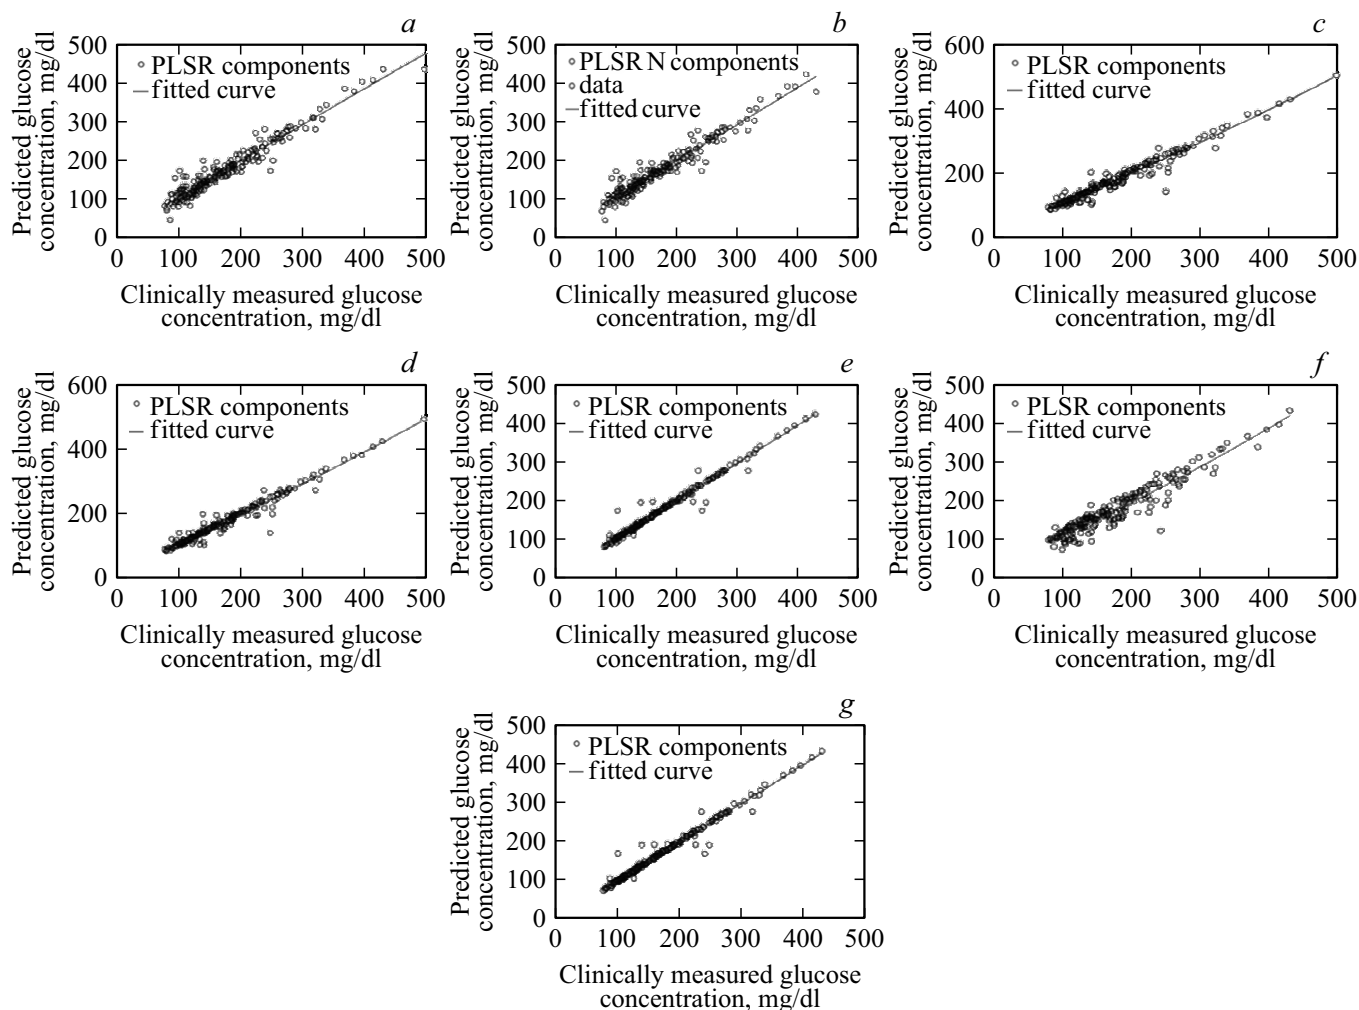 a
Predicted glucose
concentration, mg/dl
500
400
300
200
100
0
PLSR components
fitted curve
0 100 200 300 400 500
Clinically measured glucose
concentration, mg/dl
b
Predicted glucose
concentration, mg/dl
500
400
300
200
100
0
PLSR N components
data
fitted curve
0 100 200 300 400 500
Clinically measured glucose
concentration, mg/dl
c
Predicted glucose
concentration, mg/dl
600
400
200
0
PLSR components
fitted curve
0 100 200 300 400 500
Clinically measured glucose
concentration, mg/dl
d
Predicted glucose
concentration, mg/dl
600
400
200
0
PLSR components
fitted curve
0 100 200 300 400 500
Clinically measured glucose
concentration, mg/dl
e
Predicted glucose
concentration, mg/dl
500
400
300
200
100
0
PLSR components
fitted curve
0 100 200 300 400 500
Clinically measured glucose
concentration, mg/dl
f
Predicted glucose
concentration, mg/dl
500
400
300
200
100
0
PLSR components
fitted curve
0 100 200 300 400 500
Clinically measured glucose
concentration, mg/dl
g
Predicted glucose
concentration, mg/dl
500
400
300
200
100
0
PLSR components
fitted curve
0 100 200 300 400 500
Clinically measured glucose
concentration, mg/dl